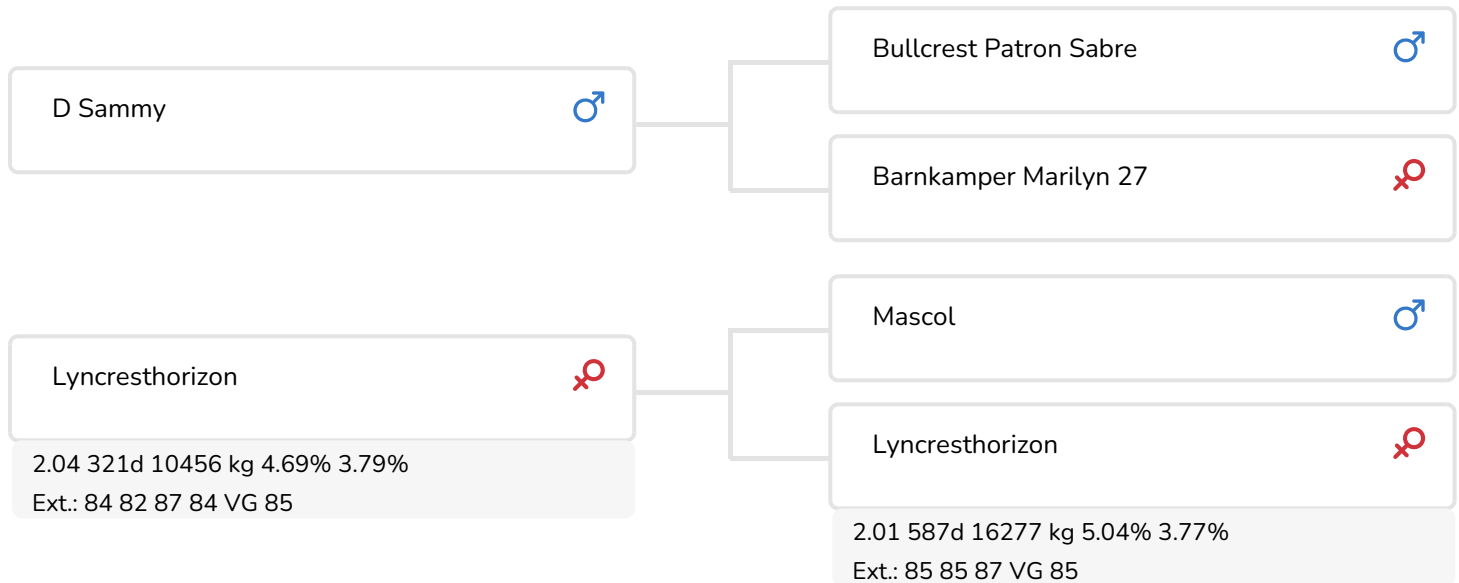 D Sammy
Bullcrest Patron Sabre
Barnkamper Marilyn 27
Lyncresthorizon
2.04 321d 10456 kg 4.69% 3.79%
Ext.: 84 82 87 84 VG 85
Mascol
Lyncresthorizon
2.01 587d 16277 kg 5.04% 3.77%
Ext.: 85 85 87 VG 85